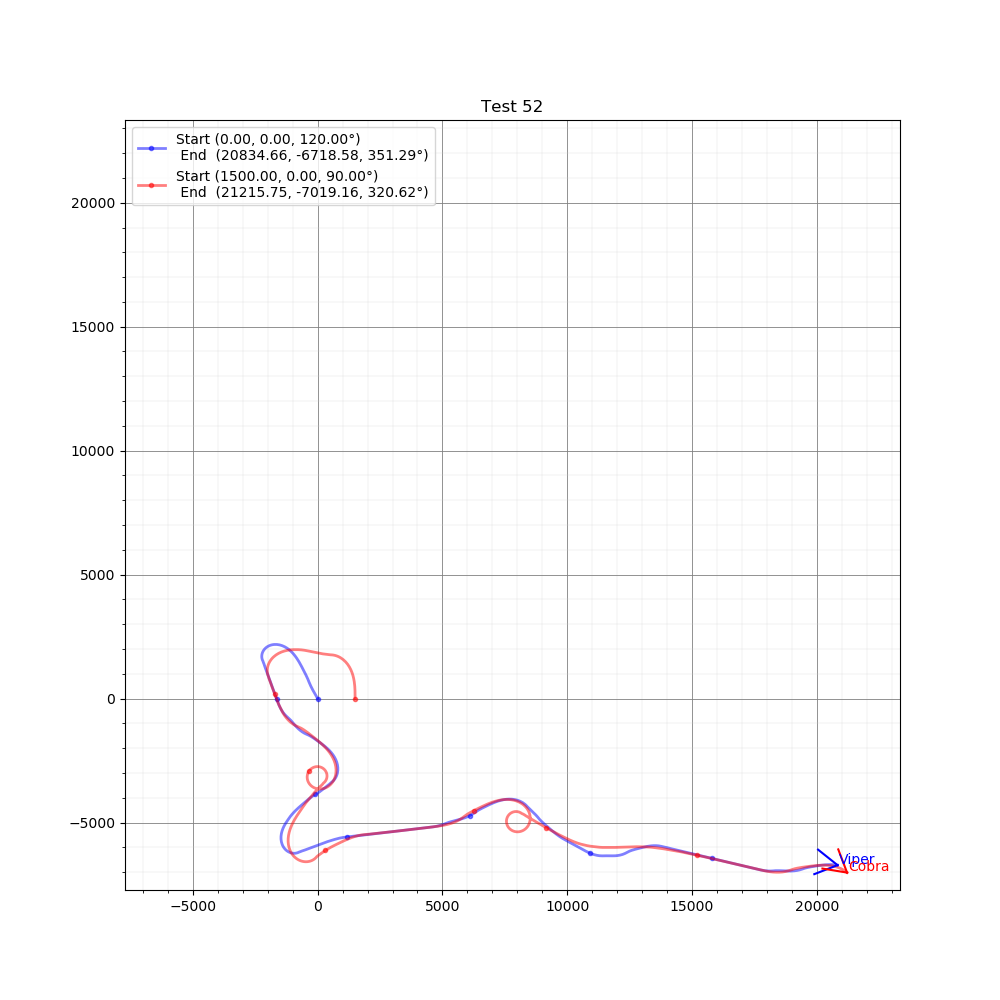 Test 52
Start (0.00, 0.00, 120.00°)
End  (20834.66, -6718.58, 351.29°)
Start (1500.00, 0.00, 90.00°)
End  (21215.75, -7019.16, 320.62°)
20000
15000
10000
5000
0
−5000
Viper
Cobra
−5000 0 5000 10000 15000 20000